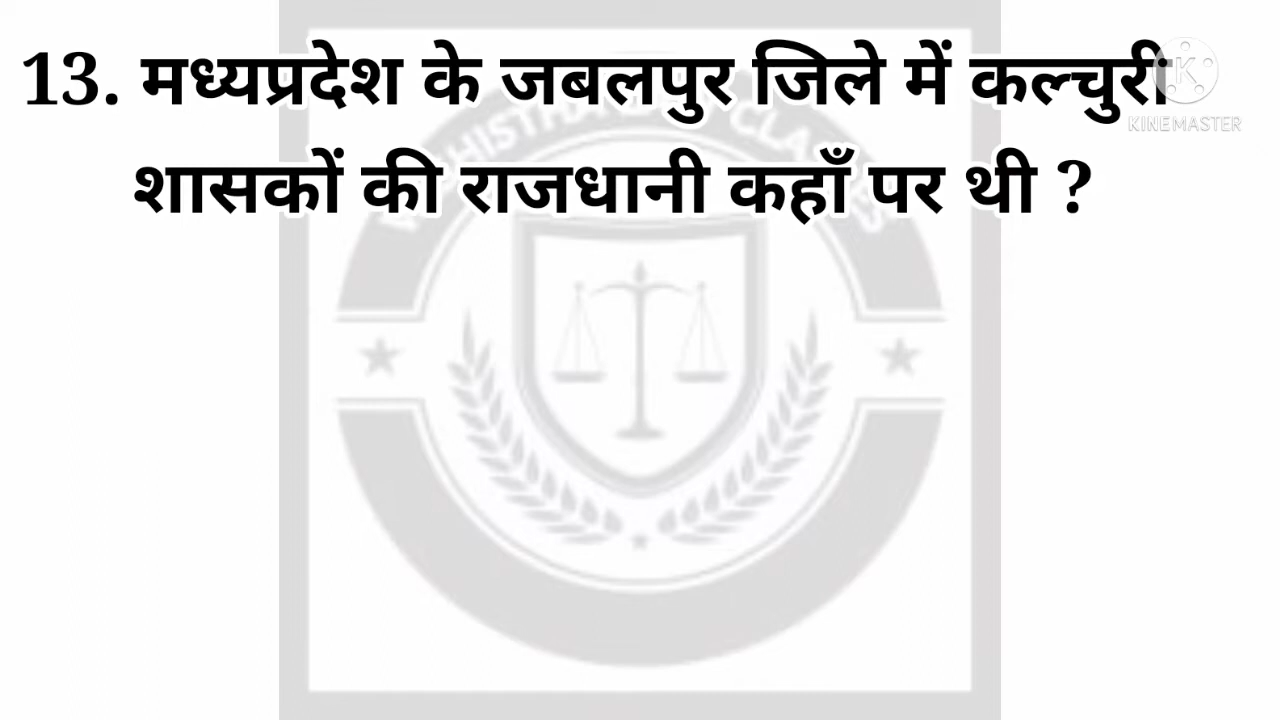 13. मध्यप्रदेश के जबलपुर जिले में कल्चुरी
शासकों की राजधानी कहाँ पर थी ?
KINEMASTER